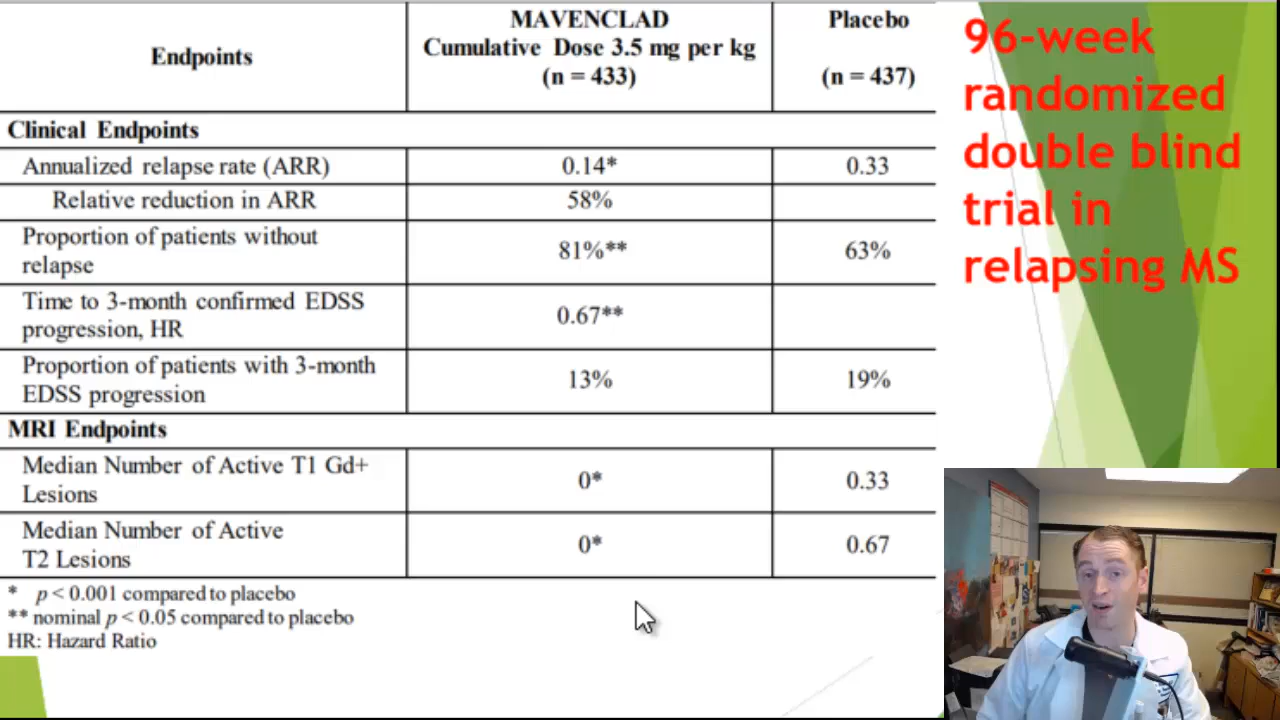 Endpoints
MAVENCLAD
Cumulative Dose 3.5 mg per kg
(n = 433)
Placebo
(n = 437)
Clinical Endpoints
Annualized relapse rate (ARR) 0.14* 0.33
Relative reduction in ARR 58%
Proportion of patients without
relapse
81%** 63%
Time to 3-month confirmed EDSS
progression, HR
0.67**
Proportion of patients with 3-month
EDSS progression
13% 19%
MRI Endpoints
Median Number of Active T1 Gd+
Lesions
0* 0.33
Median Number of Active
T2 Lesions
0* 0.67
* p < 0.001 compared to placebo
** nominal p < 0.05 compared to placebo
HR: Hazard Ratio
96-week
randomized
double blind
trial in
relapsing MS